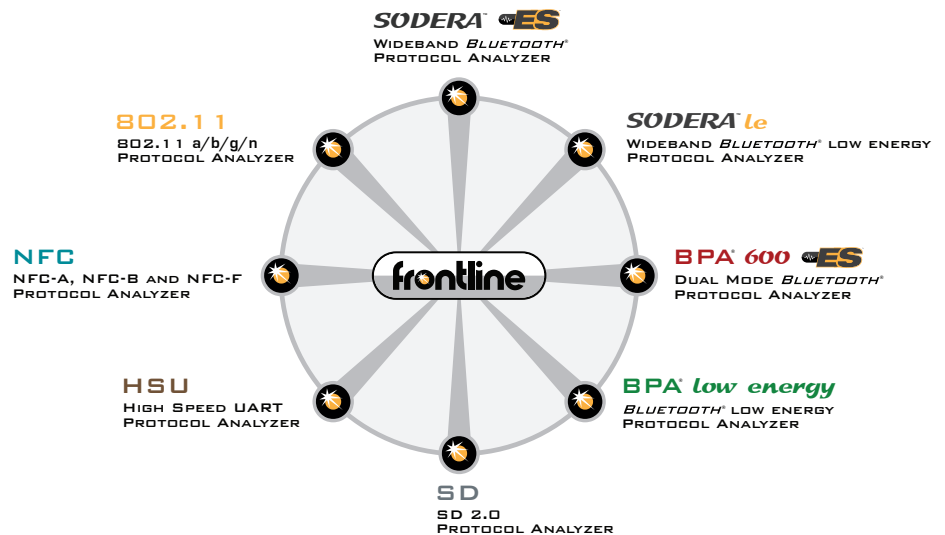 SODERA™ ES
WIDEBAND BLUETOOTH®
PROTOCOL ANALYZER
802.11
802.11 a/b/g/n
PROTOCOL ANALYZER
SODERA™ le
WIDEBAND BLUETOOTH® LOW ENERGY
PROTOCOL ANALYZER
NFC
NFC-A, NFC-B AND NFC-F
PROTOCOL ANALYZER
frontline
BPA® 600 ES
DUAL MODE BLUETOOTH®
PROTOCOL ANALYZER
HSU
HIGH SPEED UART
PROTOCOL ANALYZER
BPA® low energy
BLUETOOTH® LOW ENERGY
PROTOCOL ANALYZER
SD
SD 2.0
PROTOCOL ANALYZER